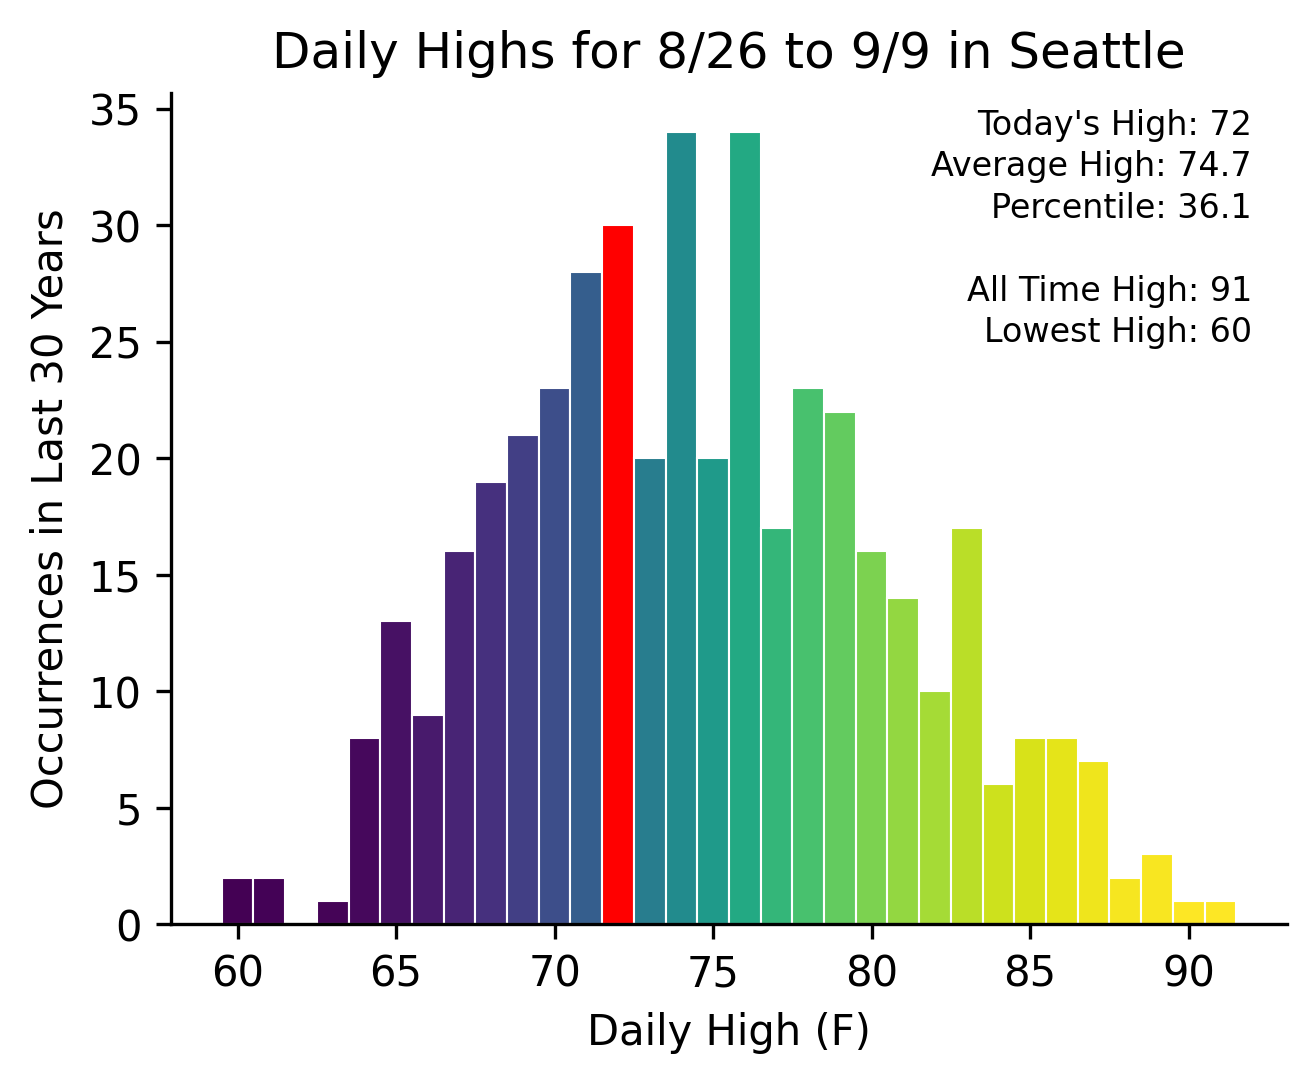 Daily Highs for 8/26 to 9/9 in Seattle
Today's High: 72
Average High: 74.7
Percentile: 36.1
All Time High: 91
Lowest High: 60
Occurrences in Last 30 Years
35
30
25
20
15
10
5
0
60 65 70 75 80 85 90
Daily High (F)